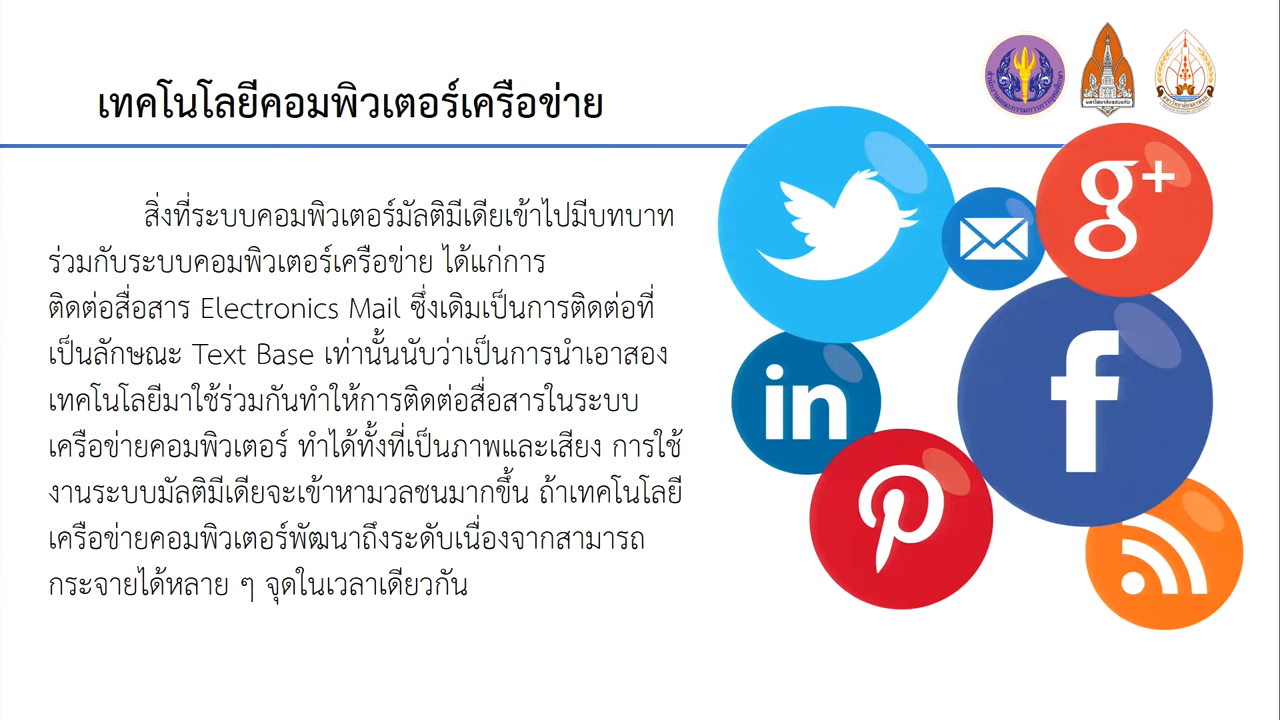 เทคโนโลยีคอมพิวเตอร์เครือข่าย
สิ่งที่ระบบคอมพิวเตอร์มัลติมีเดียเข้าไปมีบทบาท
ร่วมกับระบบคอมพิวเตอร์เครือข่าย ได้แก่การ
ติดต่อสื่อสาร Electronics Mail ซึ่งเดิมเป็นการติดต่อที่
เป็นลักษณะ Text Base เท่านั้นนับว่าเป็นการนำเอาสอง
เทคโนโลยีมาใช้ร่วมกันทำให้การติดต่อสื่อสารในระบบ
เครือข่ายคอมพิวเตอร์ ทำได้ทั้งที่เป็นภาพและเสียง การใช้
งานระบบมัลติมีเดียจะเข้าหามวลชนมากขึ้น ถ้าเทคโนโลยี
เครือข่ายคอมพิวเตอร์พัฒนาถึงระดับเนื่องจากสามารถ
กระจายได้หลาย ๆ จุดในเวลาเดียวกัน
g+
in
f